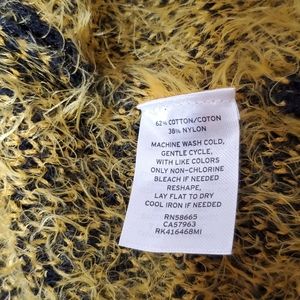 62% COTTON/COTON
38% NYLON
MACHINE WASH COLD,
GENTLE CYCLE,
WITH LIKE COLORS
ONLY NON-CHLORINE
BLEACH IF NEEDED
RESHAPE,
LAY FLAT TO DRY
COOL IRON IF NEEDED
RN58665
CA57963
RK416468MI